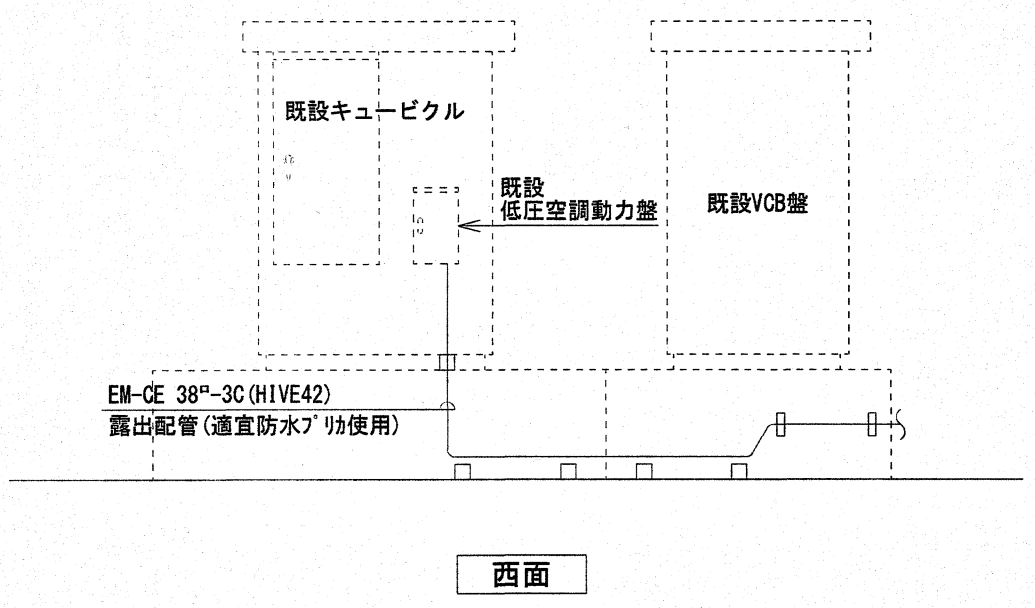 既設キュービクル
既設
低圧空調動力盤
既設VCB盤
EM-CE 38□-3C(HIVE42)
露出配管(適宜防水プリカ使用)
西面